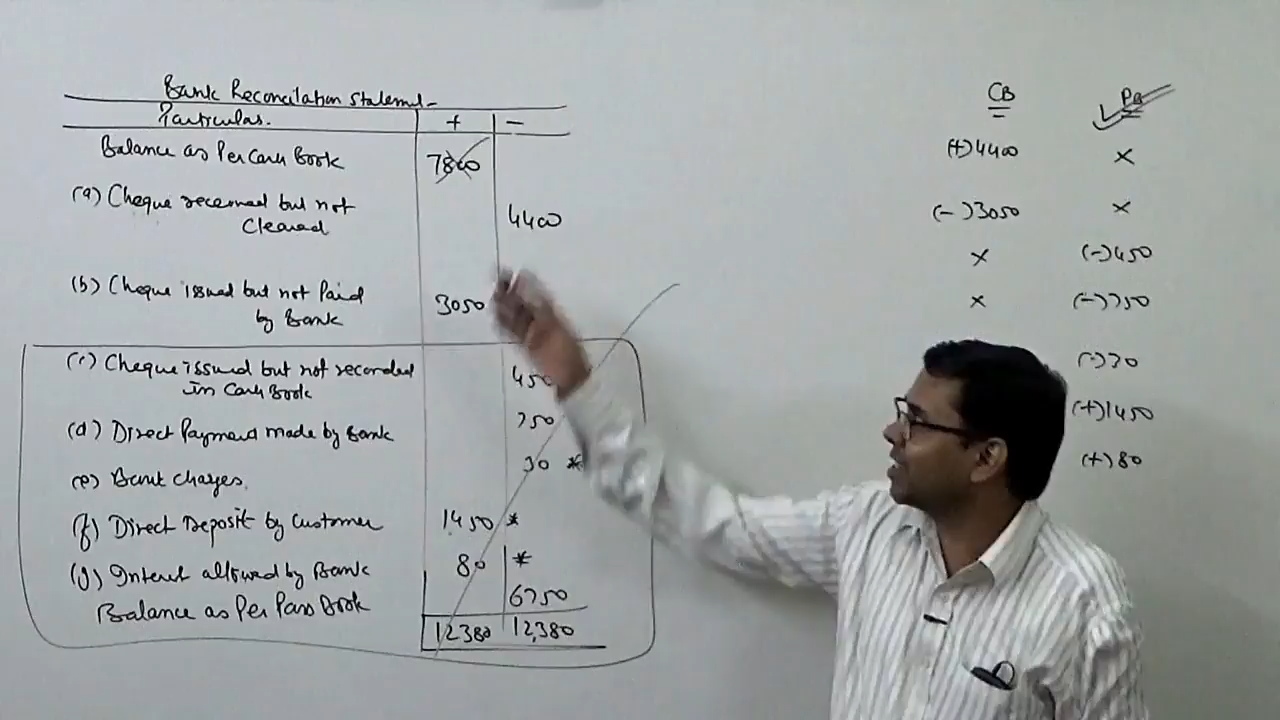 Bank Reconcilation Statement-
Particulas. + -
Balance as Per Cash Book 7800
(a) Cheque received but not
Cleared 4400
(b) Cheque issued but not Paid
by Bank 3050
(c) Cheque issued but not recorded
in Cash Book 450
(d) Direct Payment made by Bank 750
(e) Bank Charges. 30 *
(f) Direct Deposit by Customer 1450 *
(g) Interest allowed by Bank 80 *
Balance as Per Pass Book 6750
12380 12,380
CB PB
(+) 4400 ×
(-) 3050 ×
× (-) 450
× (-) 750
(-) 30
(+) 1450
(+) 80